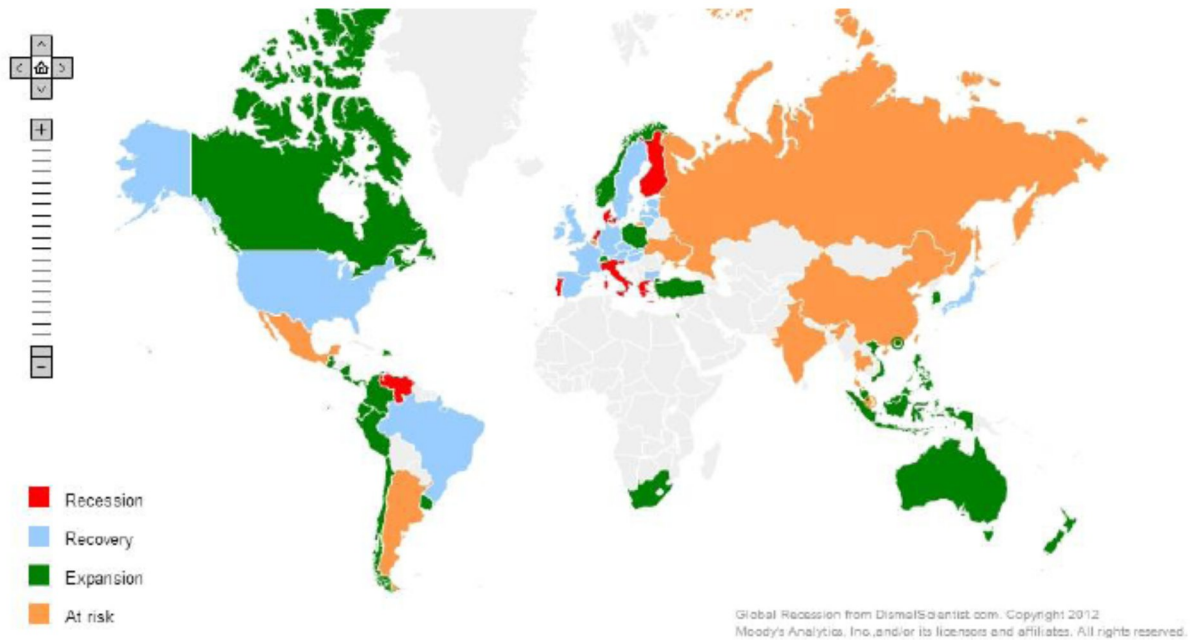 Recession
Recovery
Expansion
At risk
Global Recession from DismalScientist.com. Copyright 2012
Moody's Analytics, Inc.,and/or its licensors and affiliates. All rights reserved.